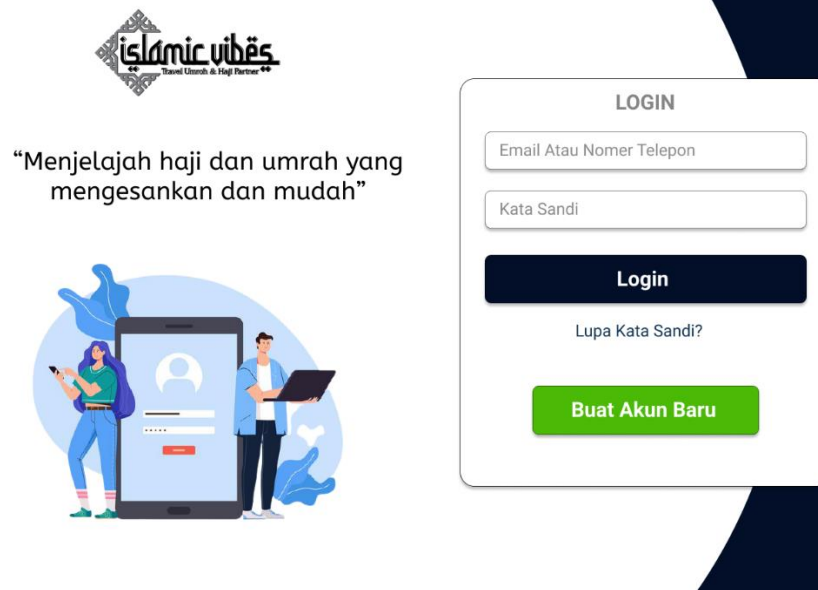 islamic vibes
Travel Umroh & Haji Partner
“Menjelajah haji dan umrah yang
mengesankan dan mudah”
LOGIN
Email Atau Nomer Telepon
Kata Sandi
Login
Lupa Kata Sandi?
Buat Akun Baru